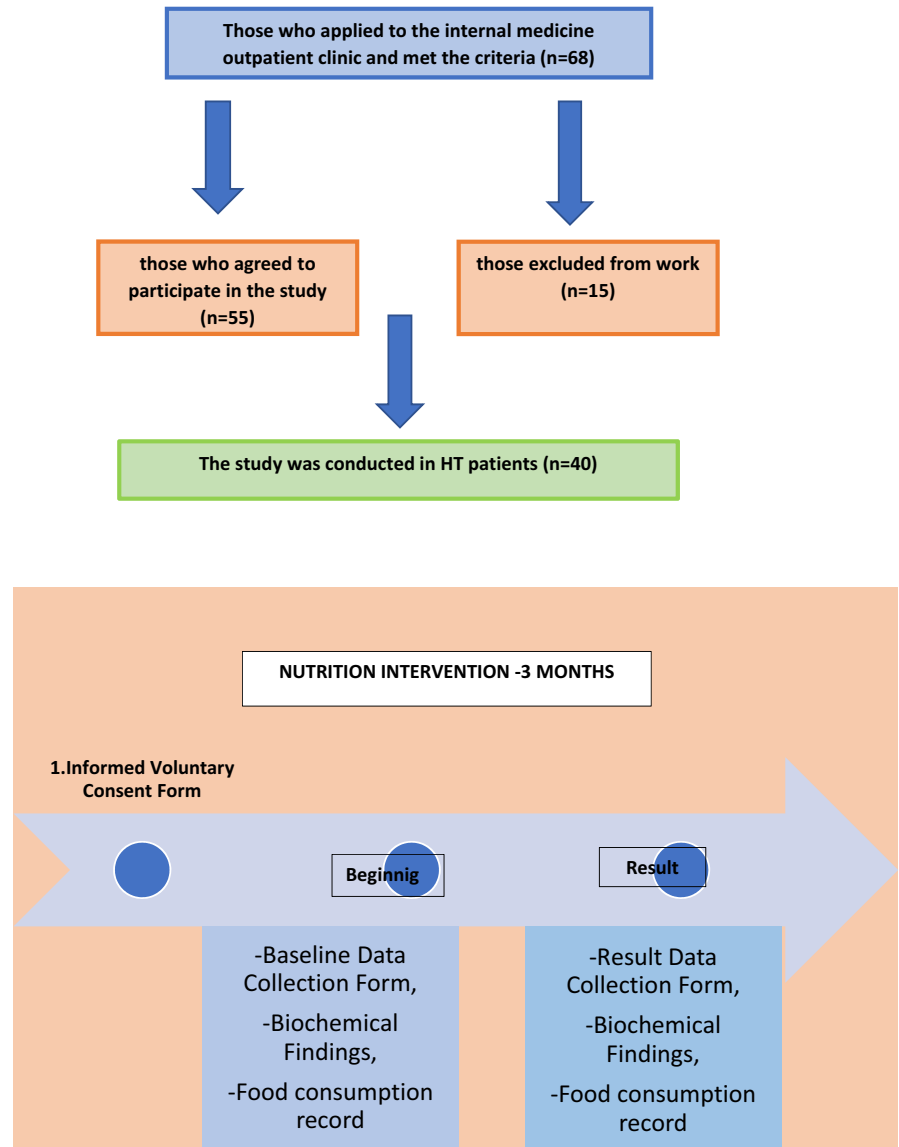 Those who applied to the internal medicine
outpatient clinic and met the criteria (n=68)
those who agreed to
participate in the study
(n=55)
those excluded from work
(n=15)
The study was conducted in HT patients (n=40)
NUTRITION INTERVENTION -3 MONTHS
1.Informed Voluntary
Consent Form
Beginnig
Result
-Baseline Data
Collection Form,
-Biochemical
Findings,
-Food consumption
record
-Result Data
Collection Form,
-Biochemical
Findings,
-Food consumption
record